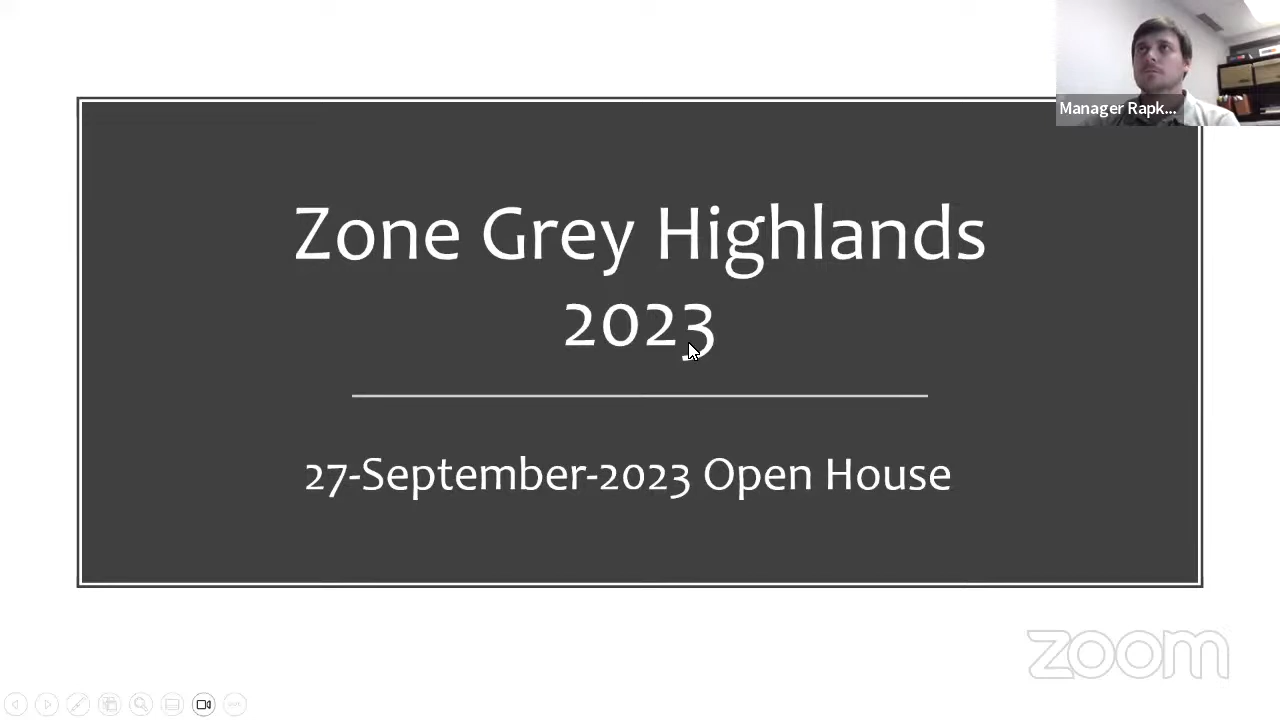 Manager Rapk...
Zone Grey Highlands
2023
27-September-2023 Open House
zoom